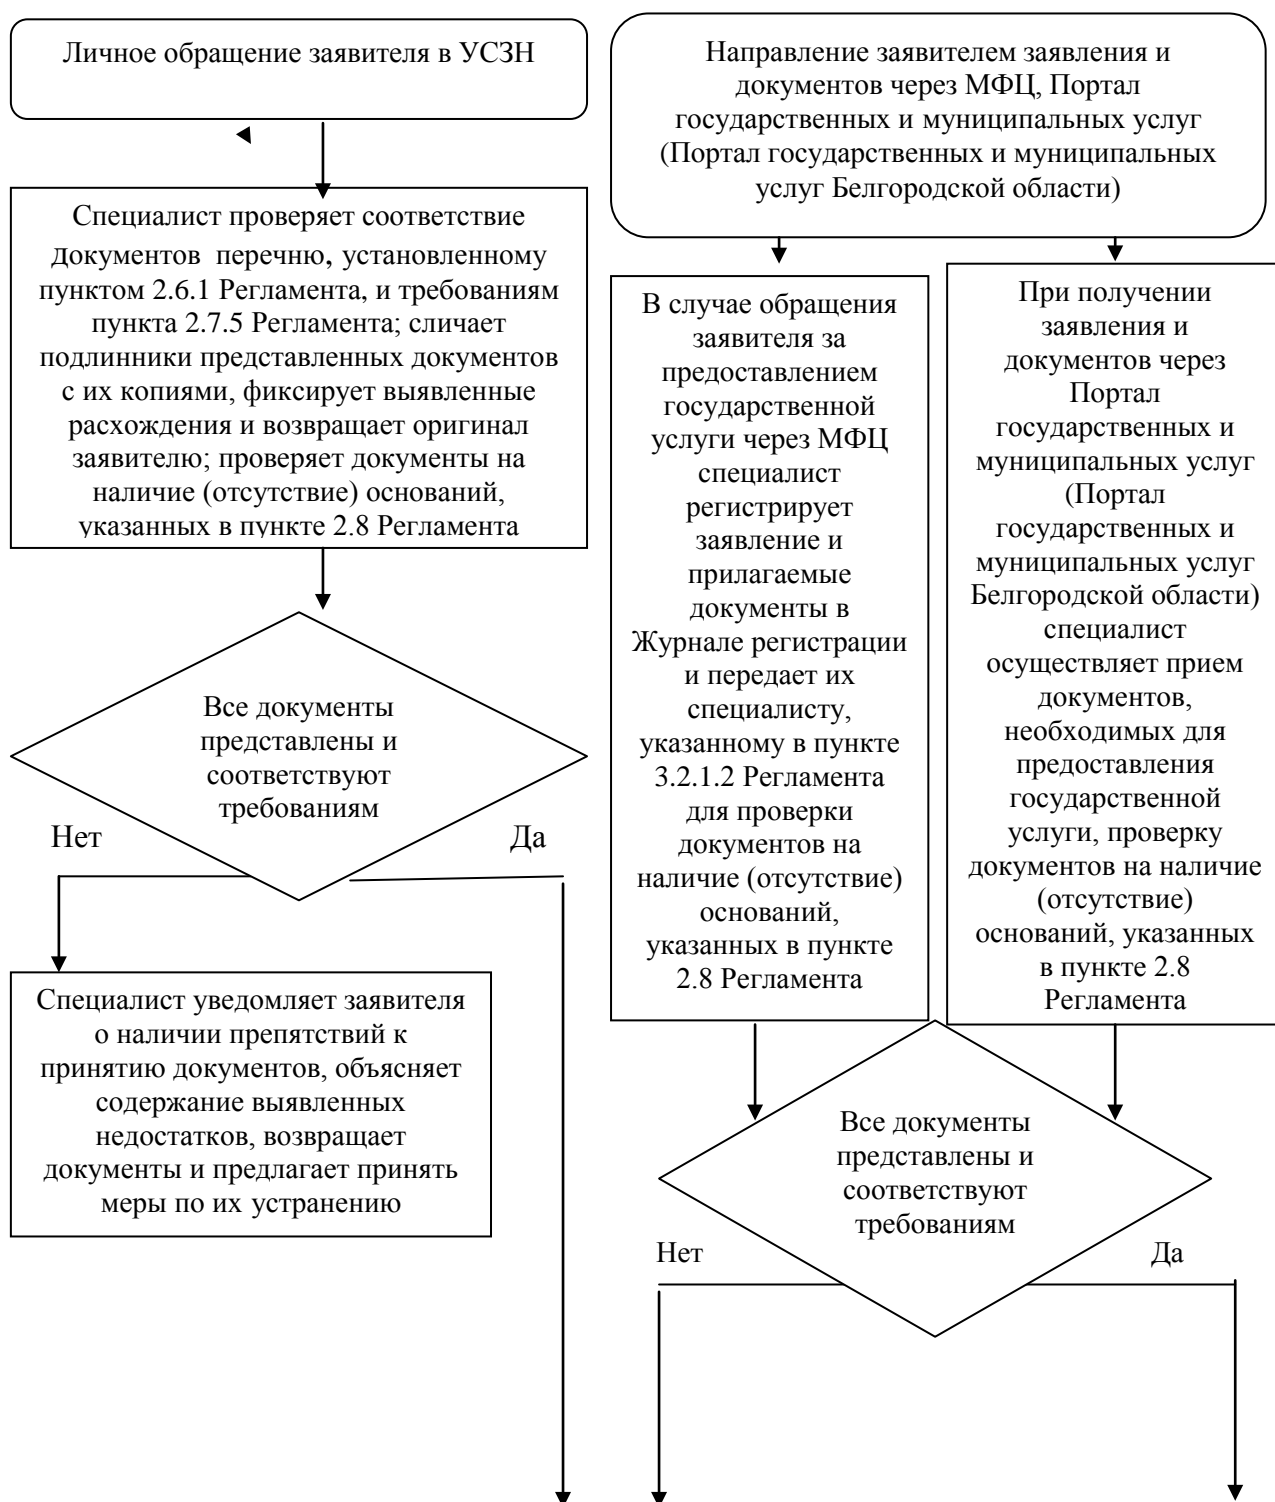 Личное обращение заявителя в УСЗН
Специалист проверяет соответствие
документов перечню, установленному
пунктом 2.6.1 Регламента, и требованиям
пункта 2.7.5 Регламента; сличает
подлинники представленных документов
с их копиями, фиксирует выявленные
расхождения и возвращает оригинал
заявителю; проверяет документы на
наличие (отсутствие) оснований,
указанных в пункте 2.8 Регламента
Все документы
представлены и
соответствуют
требованиям
Нет
Да
Специалист уведомляет заявителя
о наличии препятствий к
принятию документов, объясняет
содержание выявленных
недостатков, возвращает
документы и предлагает принять
меры по их устранению
Направление заявителем заявления и
документов через МФЦ, Портал
государственных и муниципальных услуг
(Портал государственных и муниципальных
услуг Белгородской области)
В случае обращения
заявителя за
предоставлением
государственной
услуги через МФЦ
специалист
регистрирует
заявление и
прилагаемые
документы в
Журнале регистрации
и передает их
специалисту,
указанному в пункте
3.2.1.2 Регламента
для проверки
документов на
наличие (отсутствие)
оснований,
указанных в пункте
2.8 Регламента
При получении
заявления и
документов через
Портал
государственных и
муниципальных услуг
(Портал
государственных и
муниципальных услуг
Белгородской области)
специалист
осуществляет прием
документов,
необходимых для
предоставления
государственной
услуги, проверку
документов на наличие
(отсутствие)
оснований, указанных
в пункте 2.8
Регламента
Все документы
представлены и
соответствуют
требованиям
Нет
Да